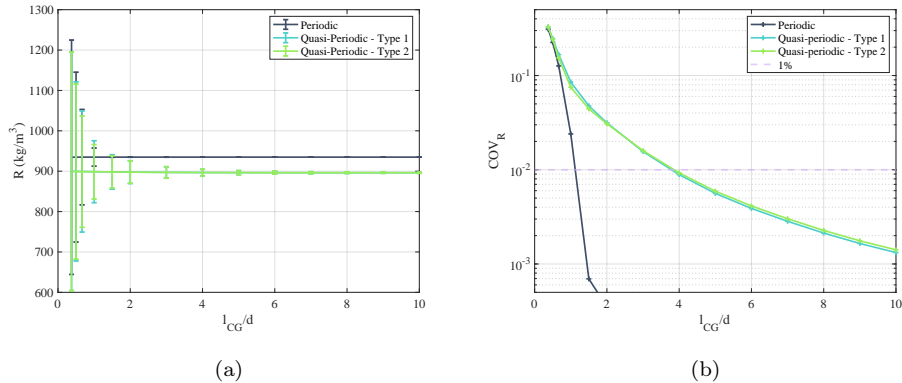 1300
1200
1100
1000
900
800
700
600
R (kg/m³)
0 2 4 6 8 10
l_CG/d
Periodic
Quasi-Periodic - Type 1
Quasi-Periodic - Type 2
(a)
10⁻¹
10⁻²
10⁻³
COV_R
0 2 4 6 8 10
l_CG/d
Periodic
Quasi-periodic - Type 1
Quasi-periodic - Type 2
1%
(b)